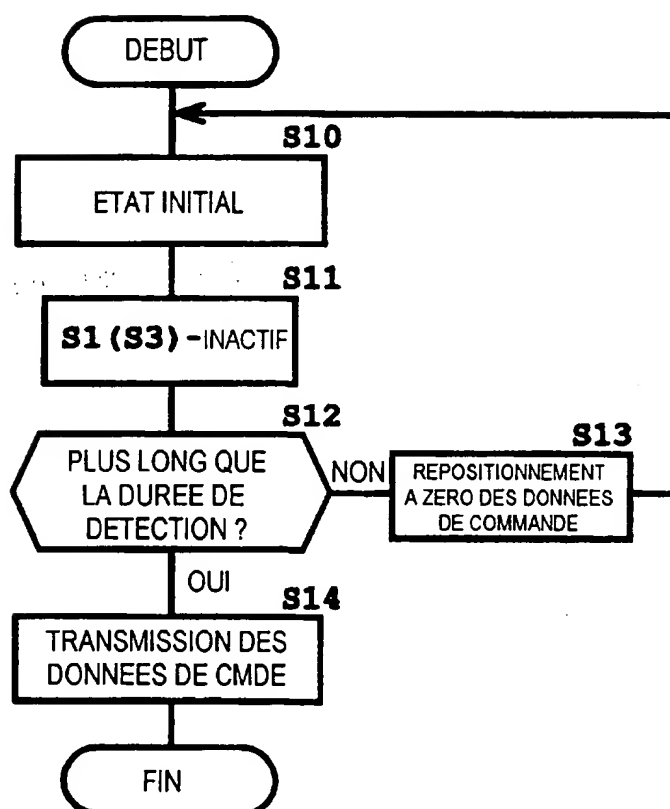 DEBUT
S10
ETAT INITIAL
S11
S1(S3)-INACTIF
S12
PLUS LONG QUE
LA DUREE DE
DETECTION ?
NON
S13
REPOSITIONNEMENT
A ZERO DES DONNEES
DE COMMANDE
OUI
S14
TRANSMISSION DES
DONNEES DE CMDE
FIN